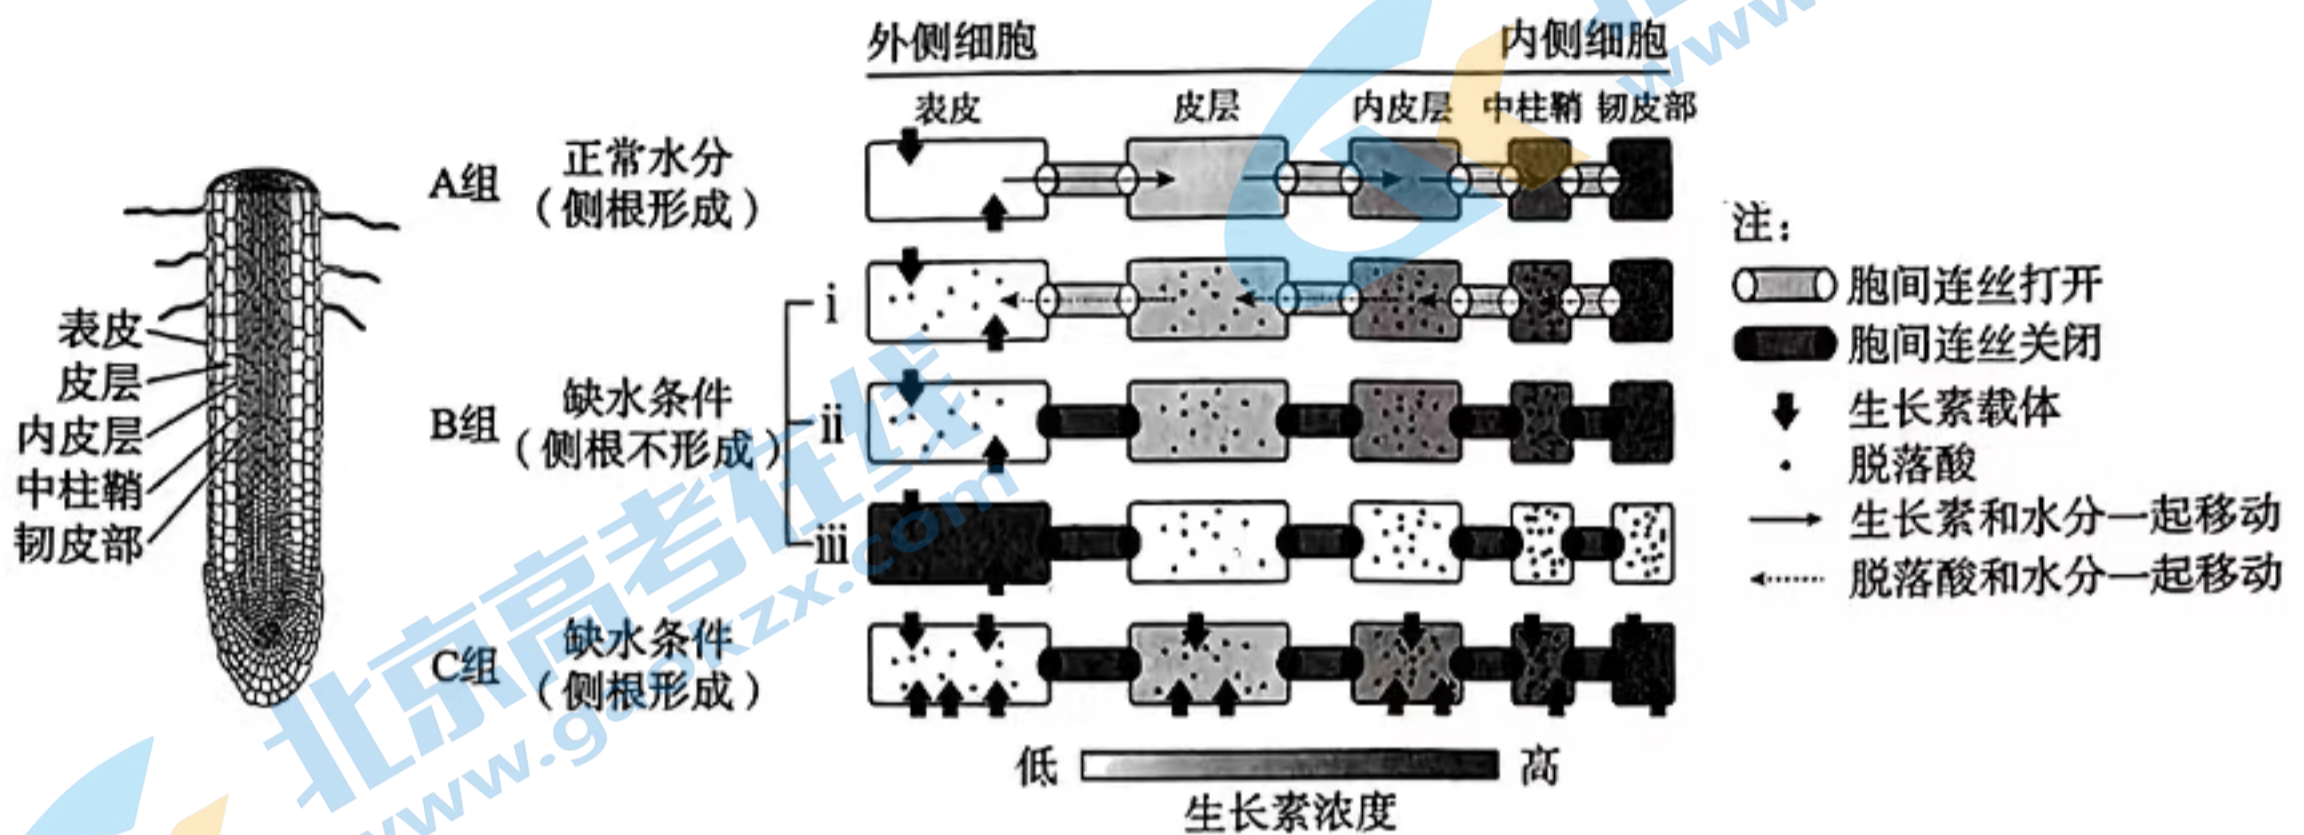 外侧细胞 内侧细胞
表皮 皮层 内皮层 中柱鞘 韧皮部
A组 正常水分
（侧根形成）
i
B组 缺水条件
（侧根不形成）
ii
iii
C组 缺水条件
（侧根形成）
低 高
生长素浓度
表皮
皮层
内皮层
中柱鞘
韧皮部
注：
胞间连丝打开
胞间连丝关闭
生长素载体
脱落酸
生长素和水分一起移动
脱落酸和水分一起移动
北京高考在线
www.gaokzx.com